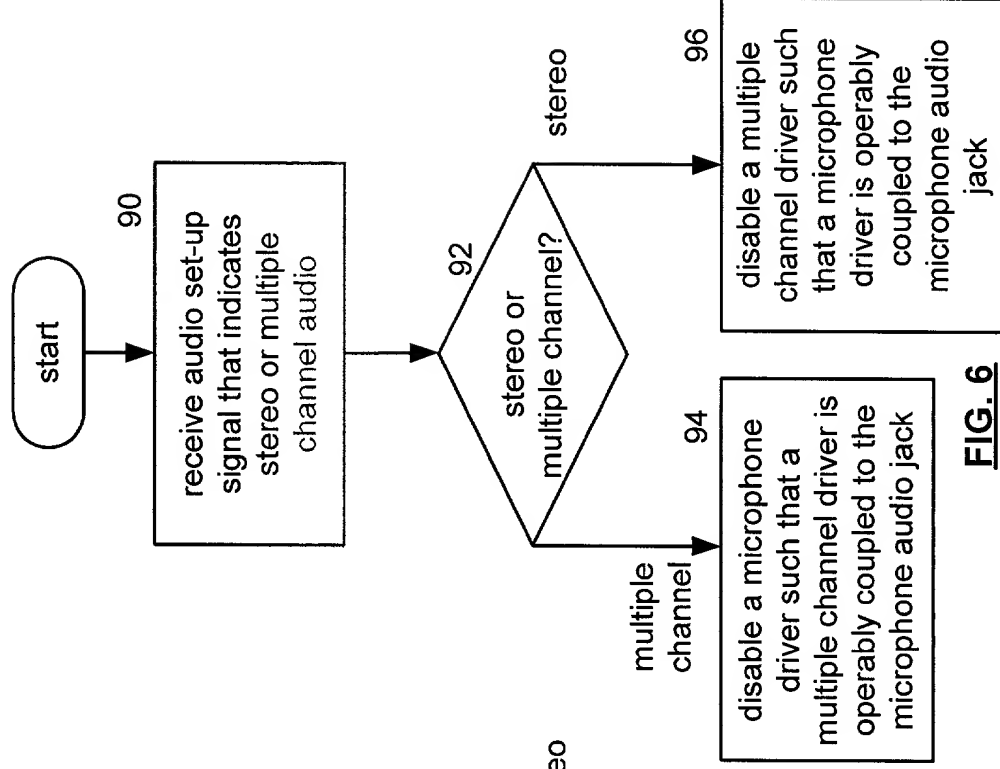 start
90
receive audio set-up
signal that indicates
stereo or multiple
channel audio
92
stereo or
multiple channel?
multiple
channel
stereo
94
disable a microphone
driver such that a
multiple channel driver is
operably coupled to the
microphone audio jack
96
disable a multiple
channel driver such
that a microphone
driver is operably
coupled to the
microphone audio
jack
eo
FIG. 6